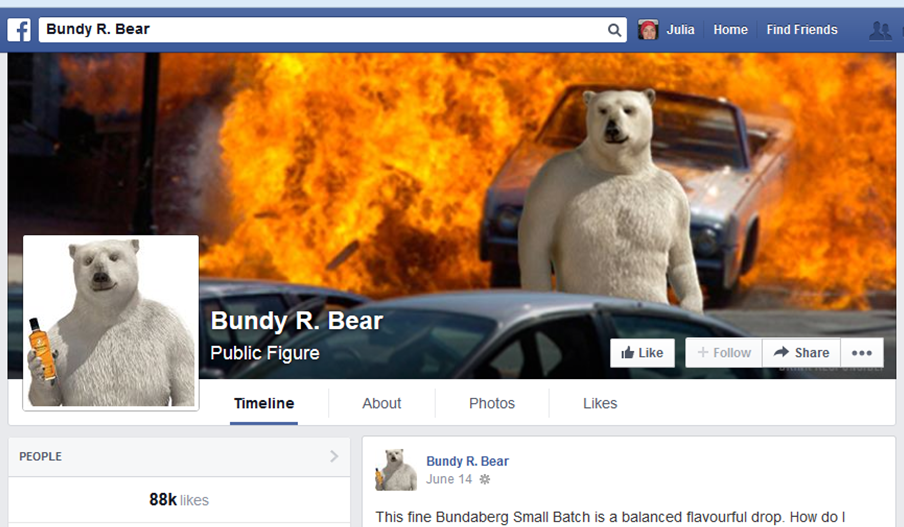 Bundy R. Bear
Julia
Home
Find Friends
Bundy R. Bear
Public Figure
Like
+ Follow
Share
Timeline
About
Photos
Likes
PEOPLE
88k likes
Bundy R. Bear
June 14
This fine Bundaberg Small Batch is a balanced flavourful drop. How do I